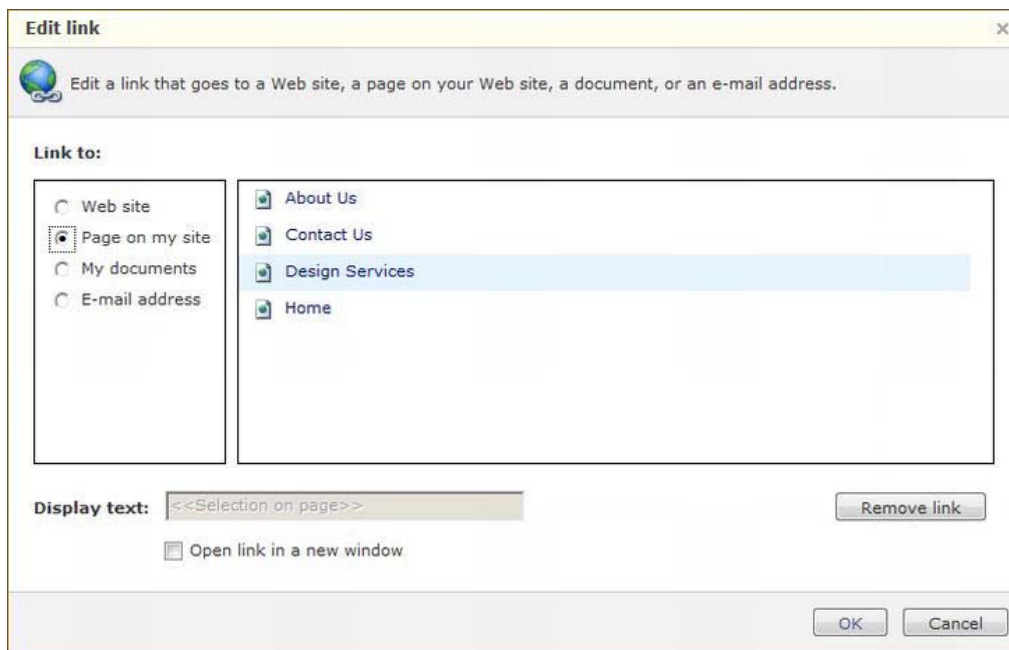 Edit link
Edit a link that goes to a Web site, a page on your Web site, a document, or an e-mail address.
Link to:
Web site
Page on my site
My documents
E-mail address
About Us
Contact Us
Design Services
Home
Display text: <<Selection on page>>
Remove link
Open link in a new window
OK Cancel